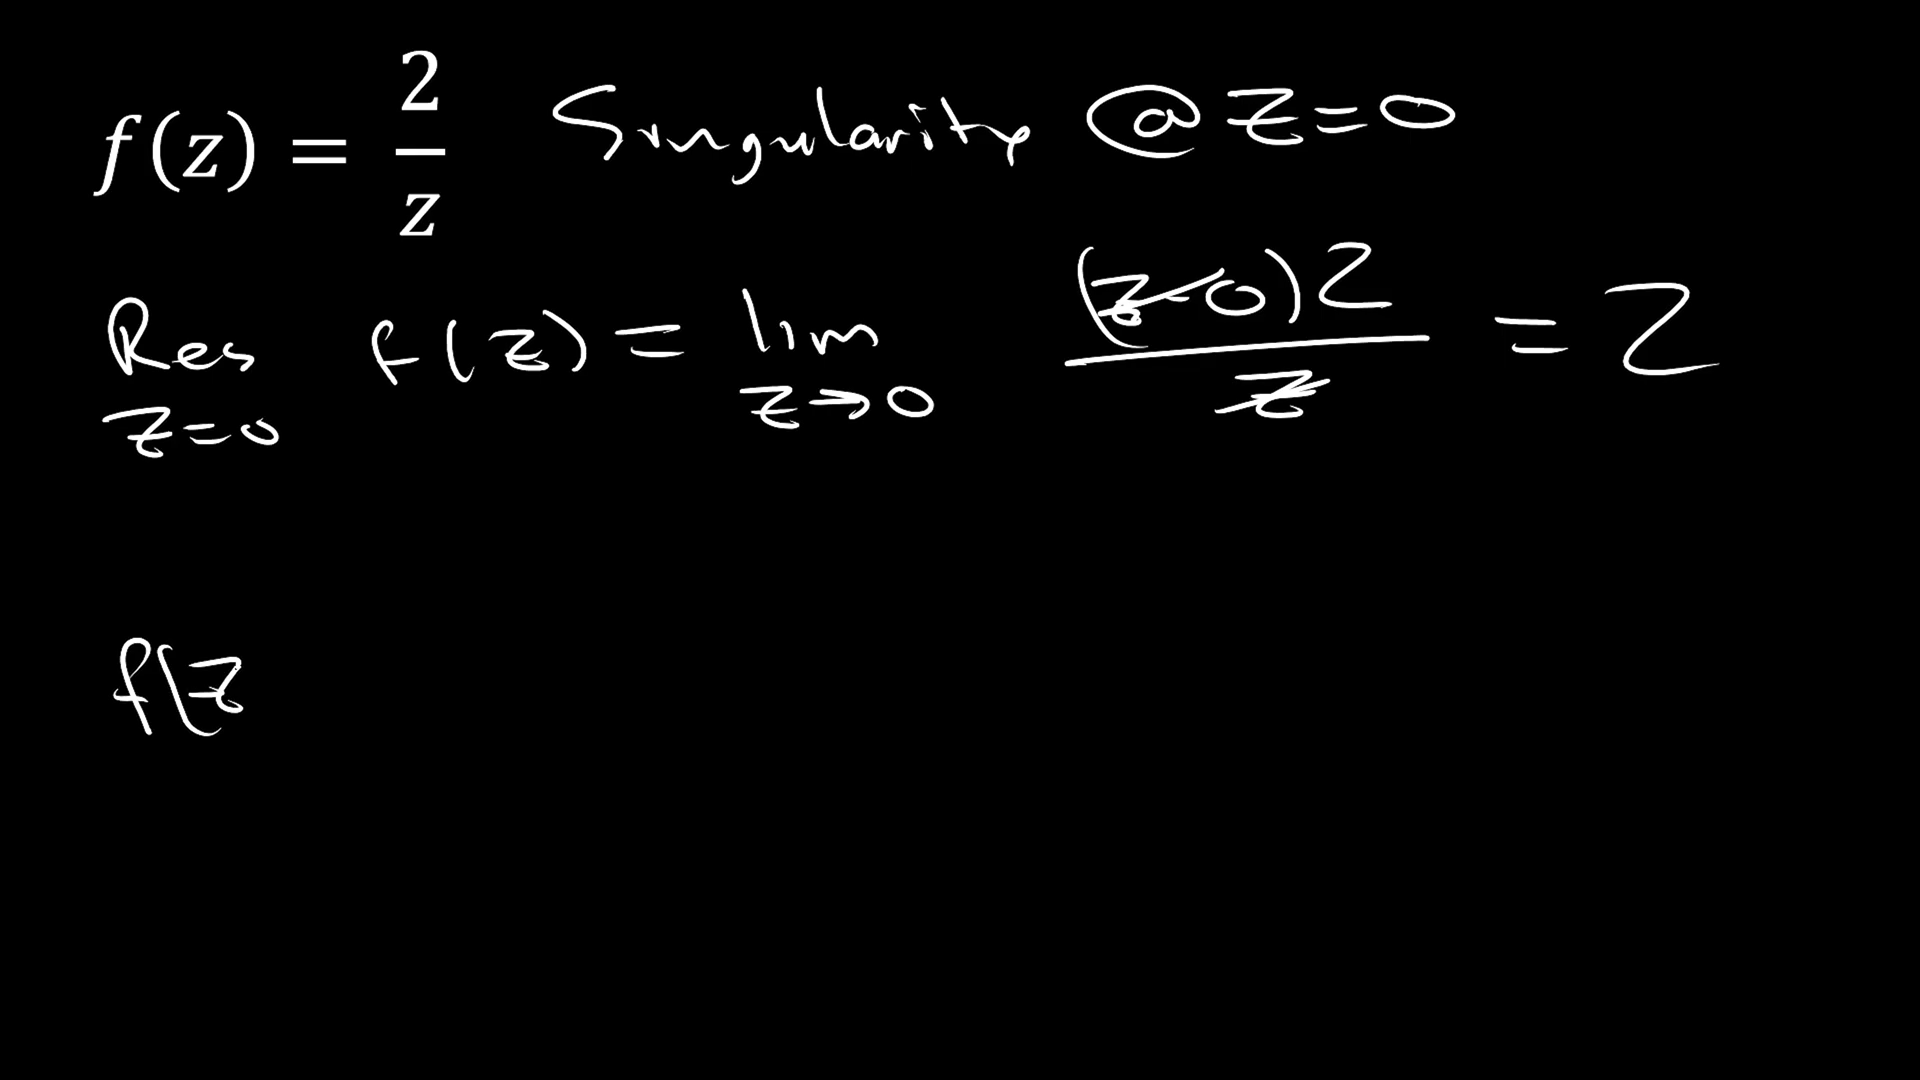 f(z) = 2/z Singularity @ z=0
Res z=0 f(z) = lim z→0 (z-0)2/z = 2
f(z